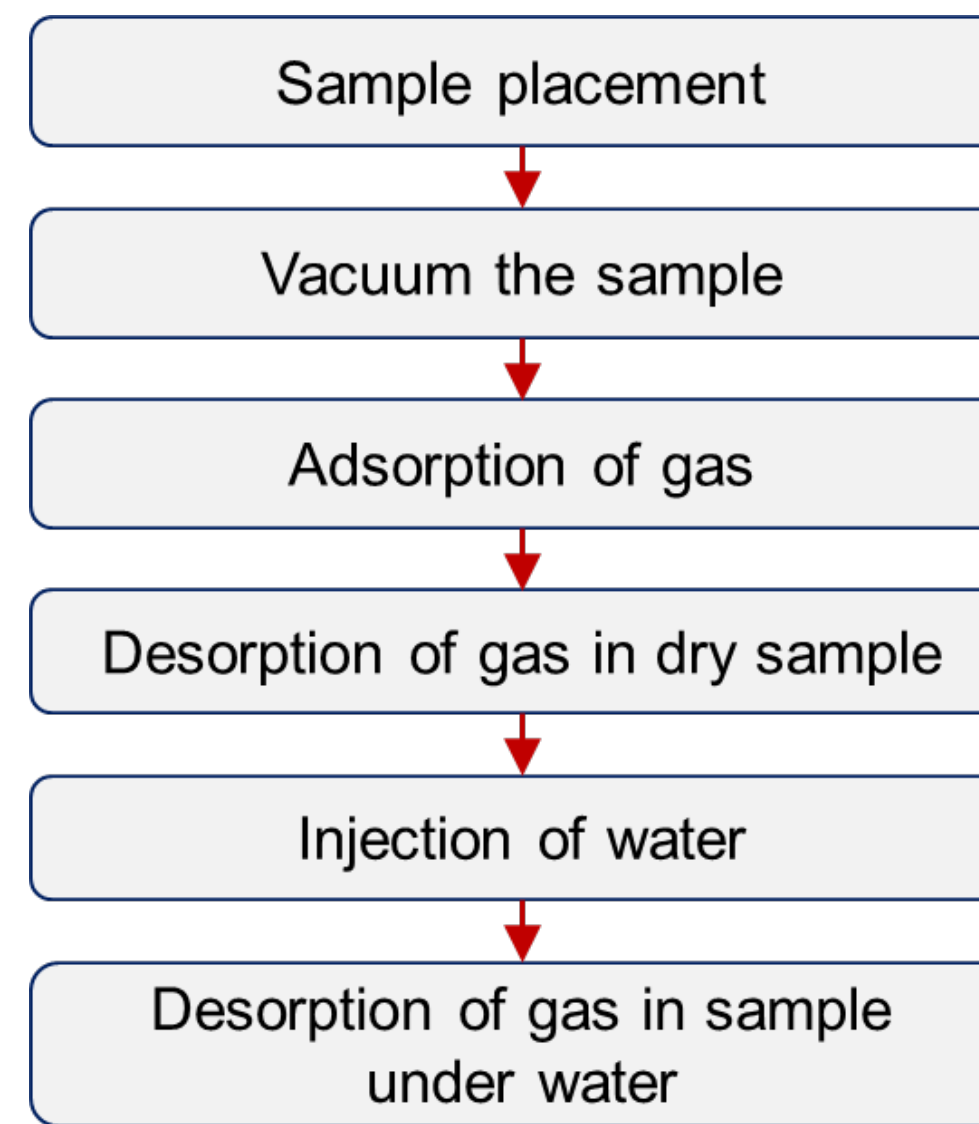 Sample placement
Vacuum the sample
Adsorption of gas
Desorption of gas in dry sample
Injection of water
Desorption of gas in sample
under water